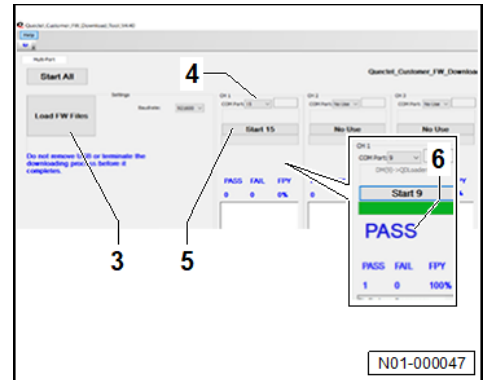 Quectel_Customer_FW_Download_Tool_V4.40
Help
Multi-Port
Start All
Load FW Files
Do not remove USB or terminate the
downloading process before it
completes.
Settings
Baudrate:
Quectel_Customer_FW_Downloa
CH 1
COM Port:
Start 15
PASS FAIL FPY
0 0 0%
CH 2
COM Port: No Use
No Use
CH 3
COM Port: No Use
No Use
CH 1
COM Port: 9
Start 9
PASS
PASS FAIL FPY
1 0 100%
3
4
5
6
N01-000047